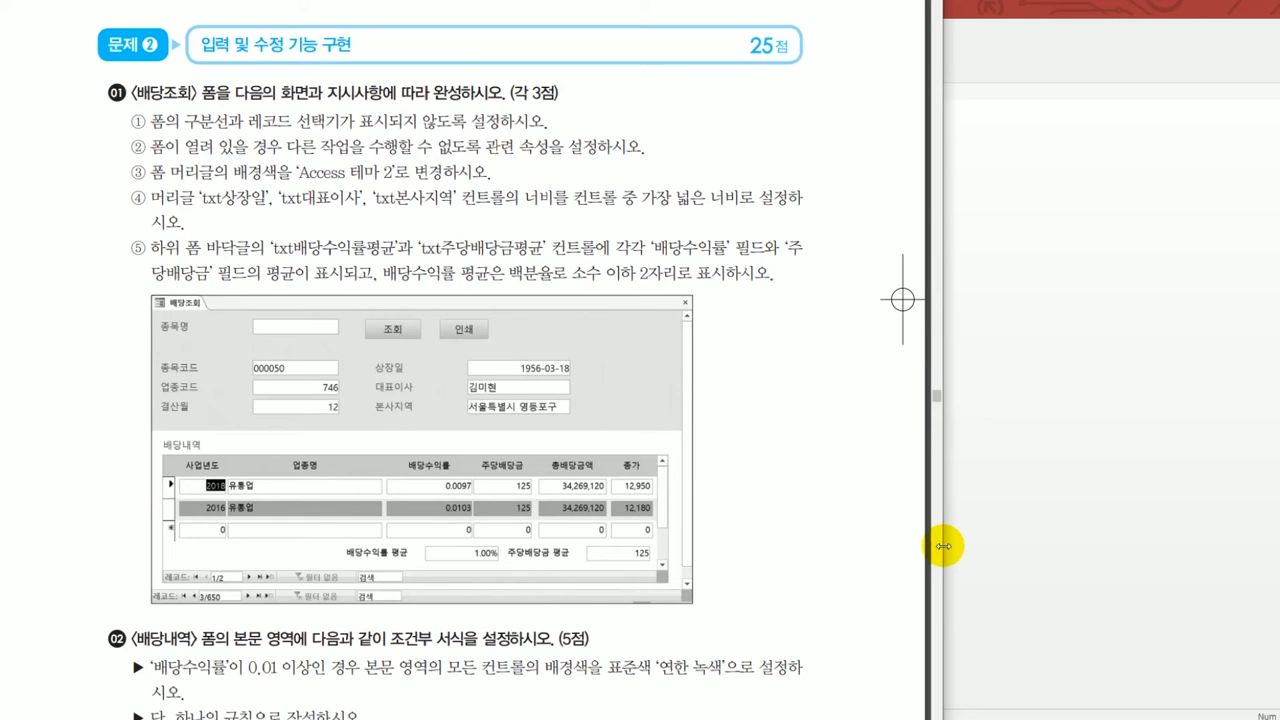 문제 ❷ 입력 및 수정 기능 구현 25점
01 〈배당조회〉 폼을 다음의 화면과 지시사항에 따라 완성하시오. (각 3점)
① 폼의 구분선과 레코드 선택기가 표시되지 않도록 설정하시오.
② 폼이 열려 있을 경우 다른 작업을 수행할 수 없도록 관련 속성을 설정하시오.
③ 폼 머리글의 배경색을 ‘Access 테마 2’로 변경하시오.
④ 머리글 ‘txt상장일’, ‘txt대표이사’, ‘txt본사지역’ 컨트롤의 너비를 컨트롤 중 가장 넓은 너비로 설정하
시오.
⑤ 하위 폼 바닥글의 ‘txt배당수익률평균’과 ‘txt주당배당금평균’ 컨트롤에 각각 ‘배당수익률’ 필드와 ‘주
당배당금’ 필드의 평균이 표시되고, 배당수익률 평균은 백분율로 소수 이하 2자리로 표시하시오.
배당조회
종목명 조회 인쇄
종목코드 000050 상장일 1956-03-18
업종코드 746 대표이사 김미현
결산월 12 본사지역 서울특별시 영등포구
배당내역
사업년도 업종명 배당수익률 주당배당금 총배당금액 종가
2018 유통업 0.0097 125 34,269,120 12,950
2016 유통업 0.0103 125 34,269,120 12,180
0 0 0 0 0
배당수익률 평균 1.00% 주당배당금 평균 125
레코드: 1/2 필터 없음 검색
레코드: 3/650 필터 없음 검색
02 〈배당내역〉 폼의 본문 영역에 다음과 같이 조건부 서식을 설정하시오. (5점)
▶ ‘배당수익률’이 0.01 이상인 경우 본문 영역의 모든 컨트롤의 배경색을 표준색 ‘연한 녹색’으로 설정하
시오.
▶ 단, 하나의 규칙으로 작성하시오.
Num